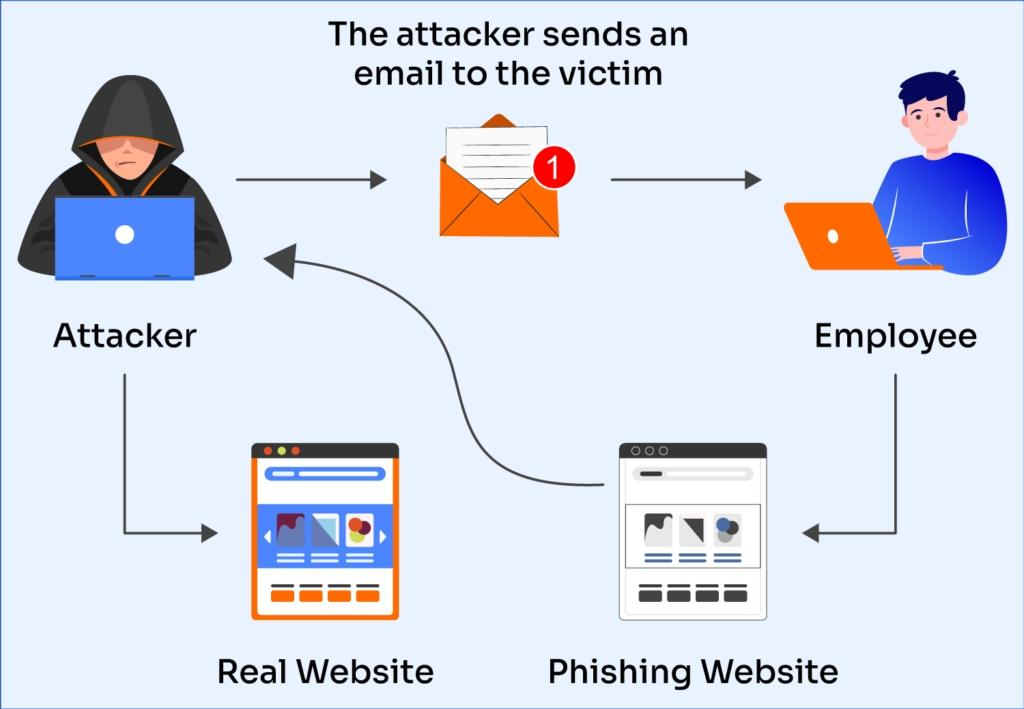 The attacker sends an
email to the victim
1
Attacker
Employee
Real Website
Phishing Website